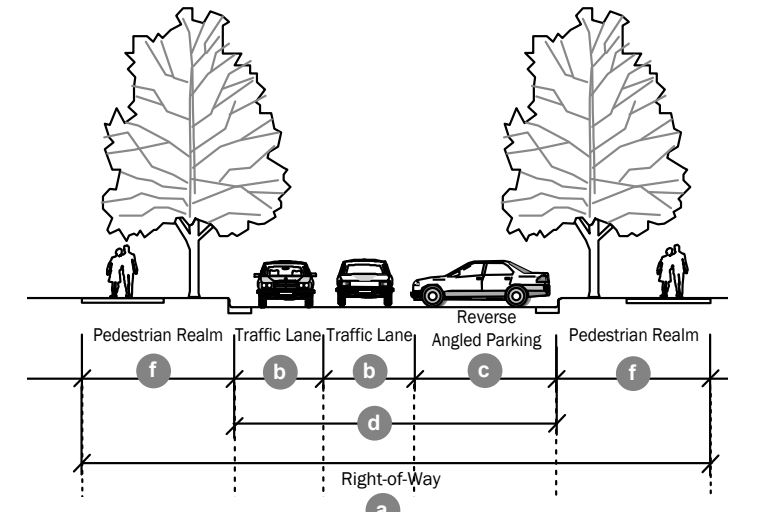 Reverse
Pedestrian Realm Traffic Lane Traffic Lane Angled Parking Pedestrian Realm
f b b c f
d
Right-of-Way
a